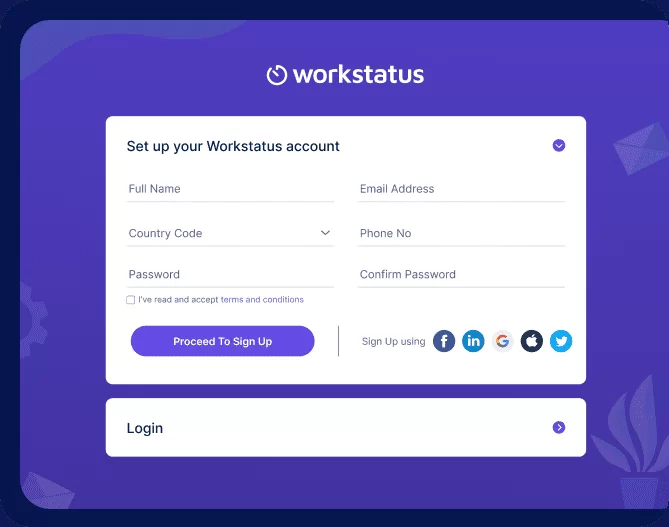 workstatus
Set up your Workstatus account
Full Name
Email Address
Country Code
Phone No
Password
Confirm Password
I've read and accept terms and conditions
Proceed To Sign Up
Sign Up using
Login